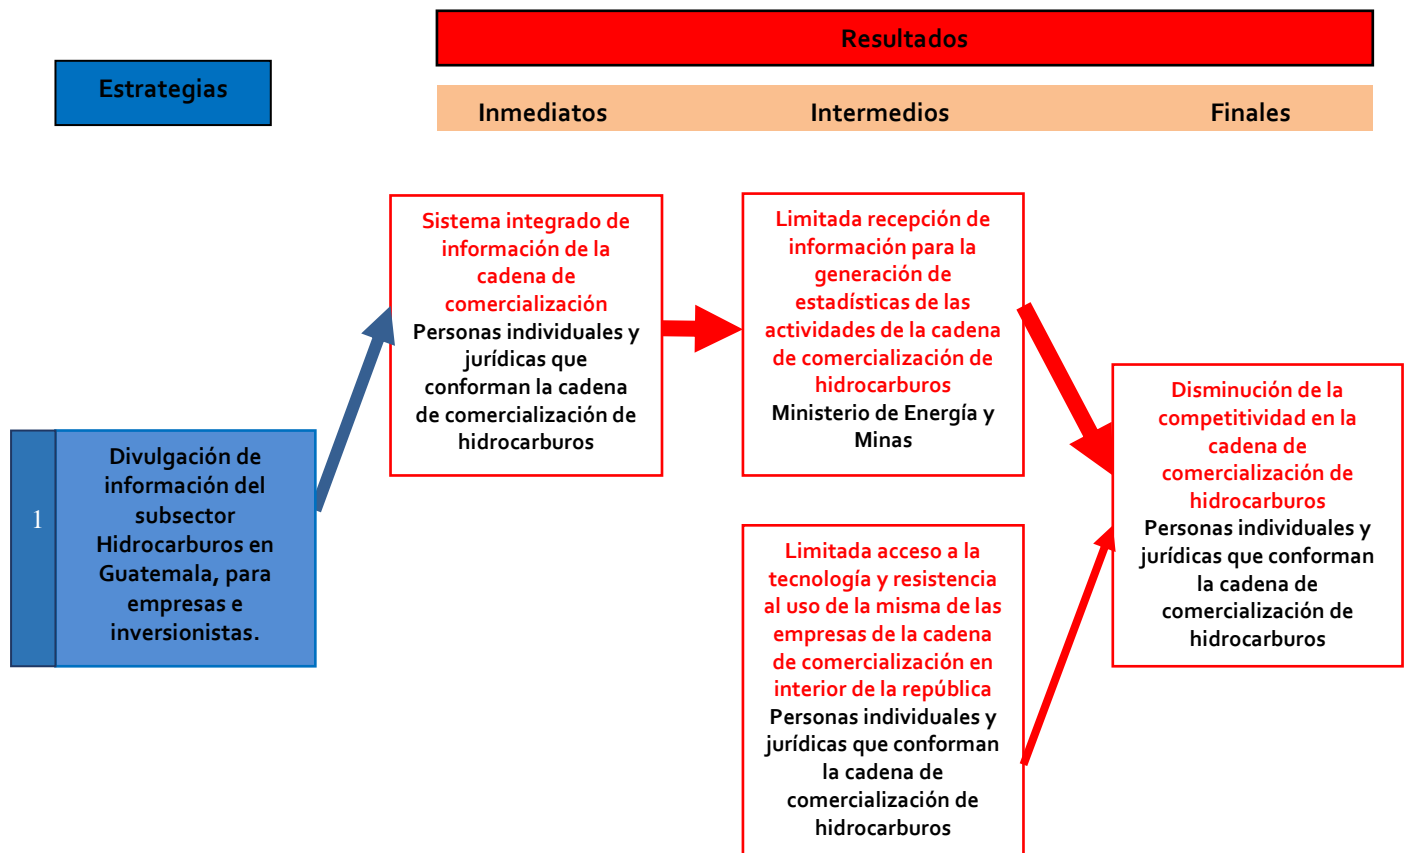 Resultados
Estrategias
Inmediatos
Intermedios
Finales
Sistema integrado de
información de la
cadena de
comercialización
Personas individuales y
jurídicas que
conforman la cadena
de comercialización de
hidrocarburos
Limitada recepción de
información para la
generación de
estadísticas de las
actividades de la cadena
de comercialización de
hidrocarburos
Ministerio de Energía y
Minas
Disminución de la
competitividad en la
cadena de
comercialización de
hidrocarburos
Personas individuales y
jurídicas que conforman
la cadena de
comercialización de
hidrocarburos
1
Divulgación de
información del
subsector
Hidrocarburos en
Guatemala, para
empresas e
inversionistas.
Limitada acceso a la
tecnología y resistencia
al uso de la misma de las
empresas de la cadena
de comercialización en
interior de la república
Personas individuales y
jurídicas que conforman
la cadena de
comercialización de
hidrocarburos